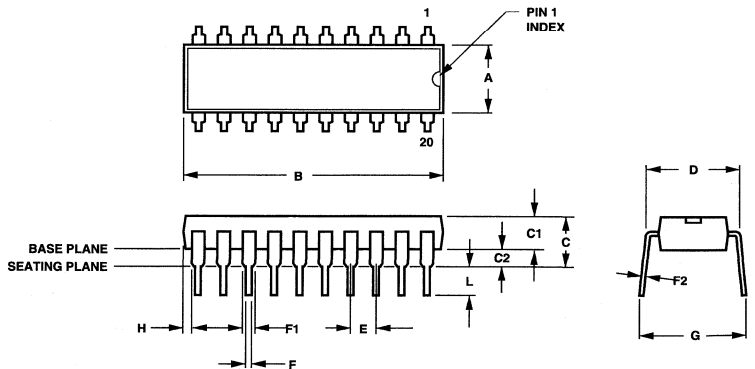 1
PIN 1
INDEX
A
20
B
D
C1
C
BASE PLANE
C2
SEATING PLANE
L
F2
H
F1
E
G
F